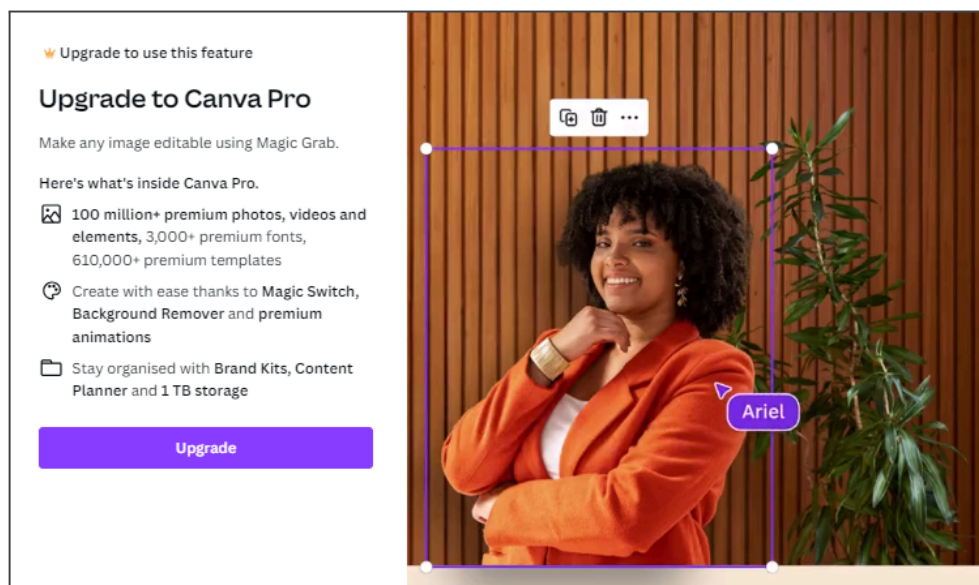 Upgrade to use this feature
Upgrade to Canva Pro
Make any image editable using Magic Grab.
Here's what's inside Canva Pro.
100 million+ premium photos, videos and
elements, 3,000+ premium fonts,
610,000+ premium templates
Create with ease thanks to Magic Switch,
Background Remover and premium
animations
Stay organised with Brand Kits, Content
Planner and 1 TB storage
Upgrade
Ariel